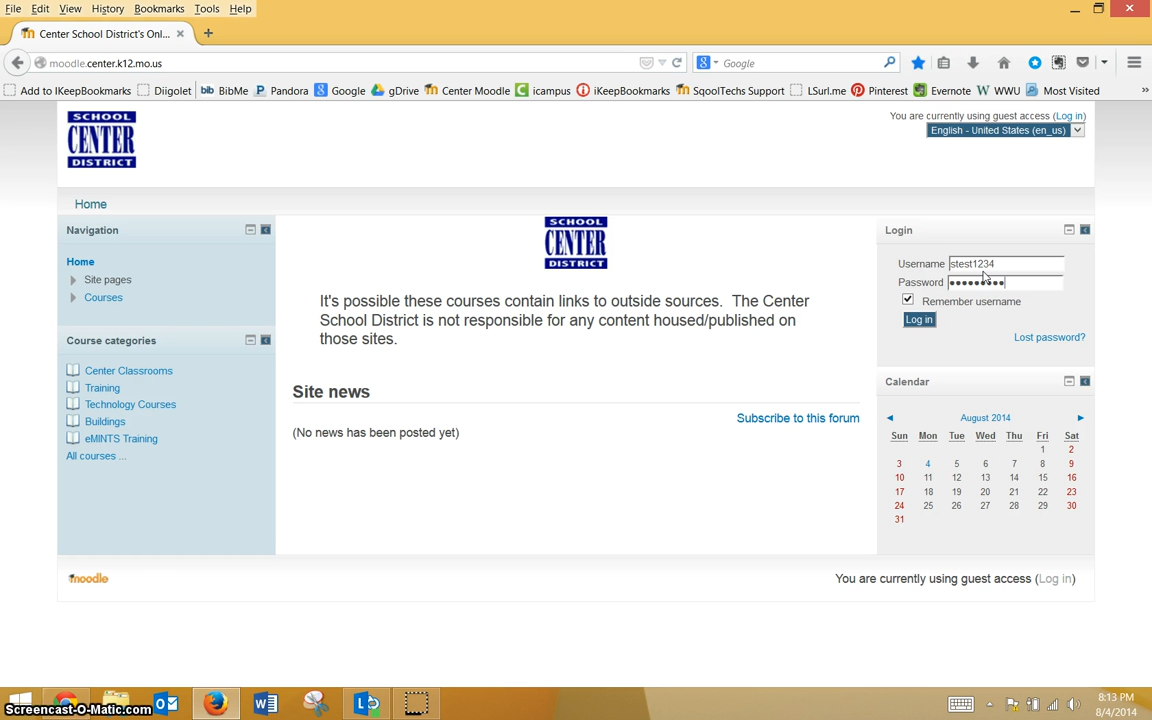 File Edit View History Bookmarks Tools Help
Center School District's Onl...
moodle.center.k12.mo.us
Google
Add to IKeepBookmarks Diigolet BibMe Pandora Google gDrive Center Moodle icampus iKeepBookmarks SqoolTechs Support LSurl.me Pinterest Evernote WWU Most Visited
SCHOOL
CENTER
DISTRICT
You are currently using guest access (Log in)
English - United States (en_us)
Home
Navigation
Home
Site pages
Courses
Course categories
Center Classrooms
Training
Technology Courses
Buildings
eMINTS Training
All courses ...
SCHOOL
CENTER
DISTRICT
It's possible these courses contain links to outside sources. The Center
School District is not responsible for any content housed/published on
those sites.
Site news
Subscribe to this forum
(No news has been posted yet)
Login
Username stest1234
Password ●●●●●●●●●
Remember username
Log in
Lost password?
Calendar
August 2014
Sun Mon Tue Wed Thu Fri Sat
1 2
3 4 5 6 7 8 9
10 11 12 13 14 15 16
17 18 19 20 21 22 23
24 25 26 27 28 29 30
31
moodle
You are currently using guest access (Log in)
Screencast-O-Matic.com
8:13 PM
8/4/2014